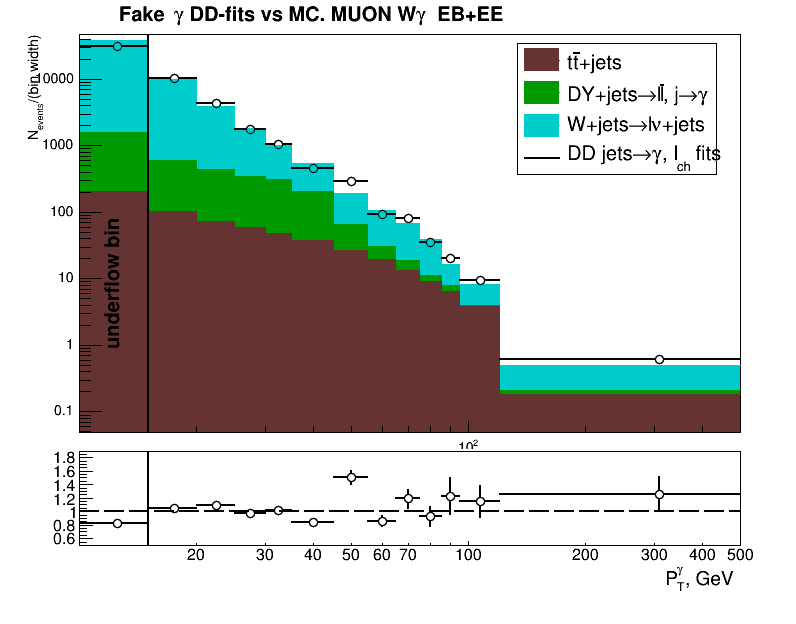 Fake γ DD-fits vs MC. MUON Wγ EB+EE
N_events/(bin width)
10000
1000
100
10
1
0.1
underflow bin
tt̄+jets
DY+jets→ll̄, j→γ
W+jets→lν+jets
DD jets→γ, I_ch fits
10²
1.8
1.6
1.4
1.2
1
0.8
0.6
20 30 40 50 60 70 100 200 300 400 500
P_T^γ, GeV